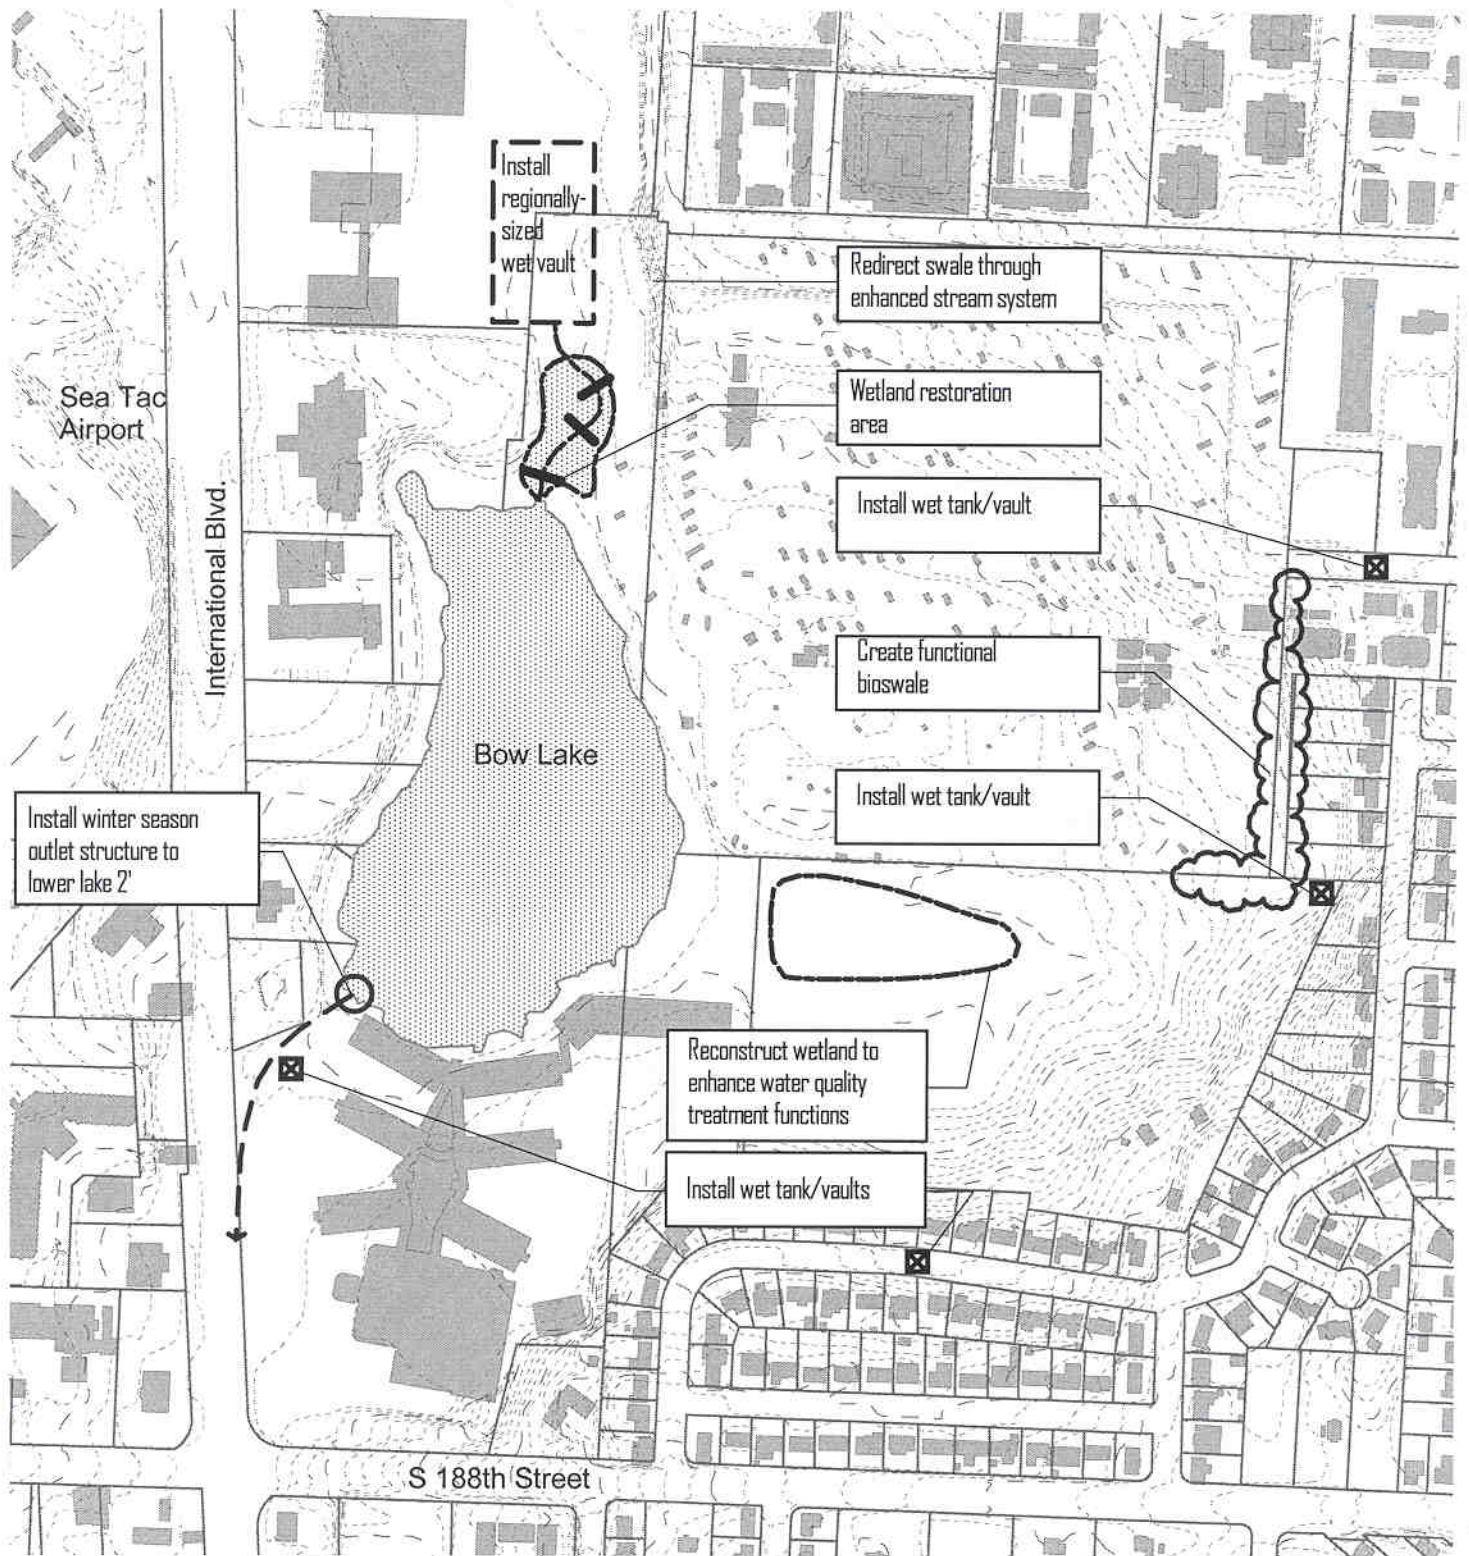 Install
regionally-
sized
wet vault
Redirect swale through
enhanced stream system
Sea Tac
Airport
Wetland restoration
area
Install wet tank/vault
International Blvd.
Create functional
bioswale
Bow Lake
Install wet tank/vault
Install winter season
outlet structure to
lower lake 2'
Reconstruct wetland to
enhance water quality
treatment functions
Install wet tank/vaults
S 188th Street